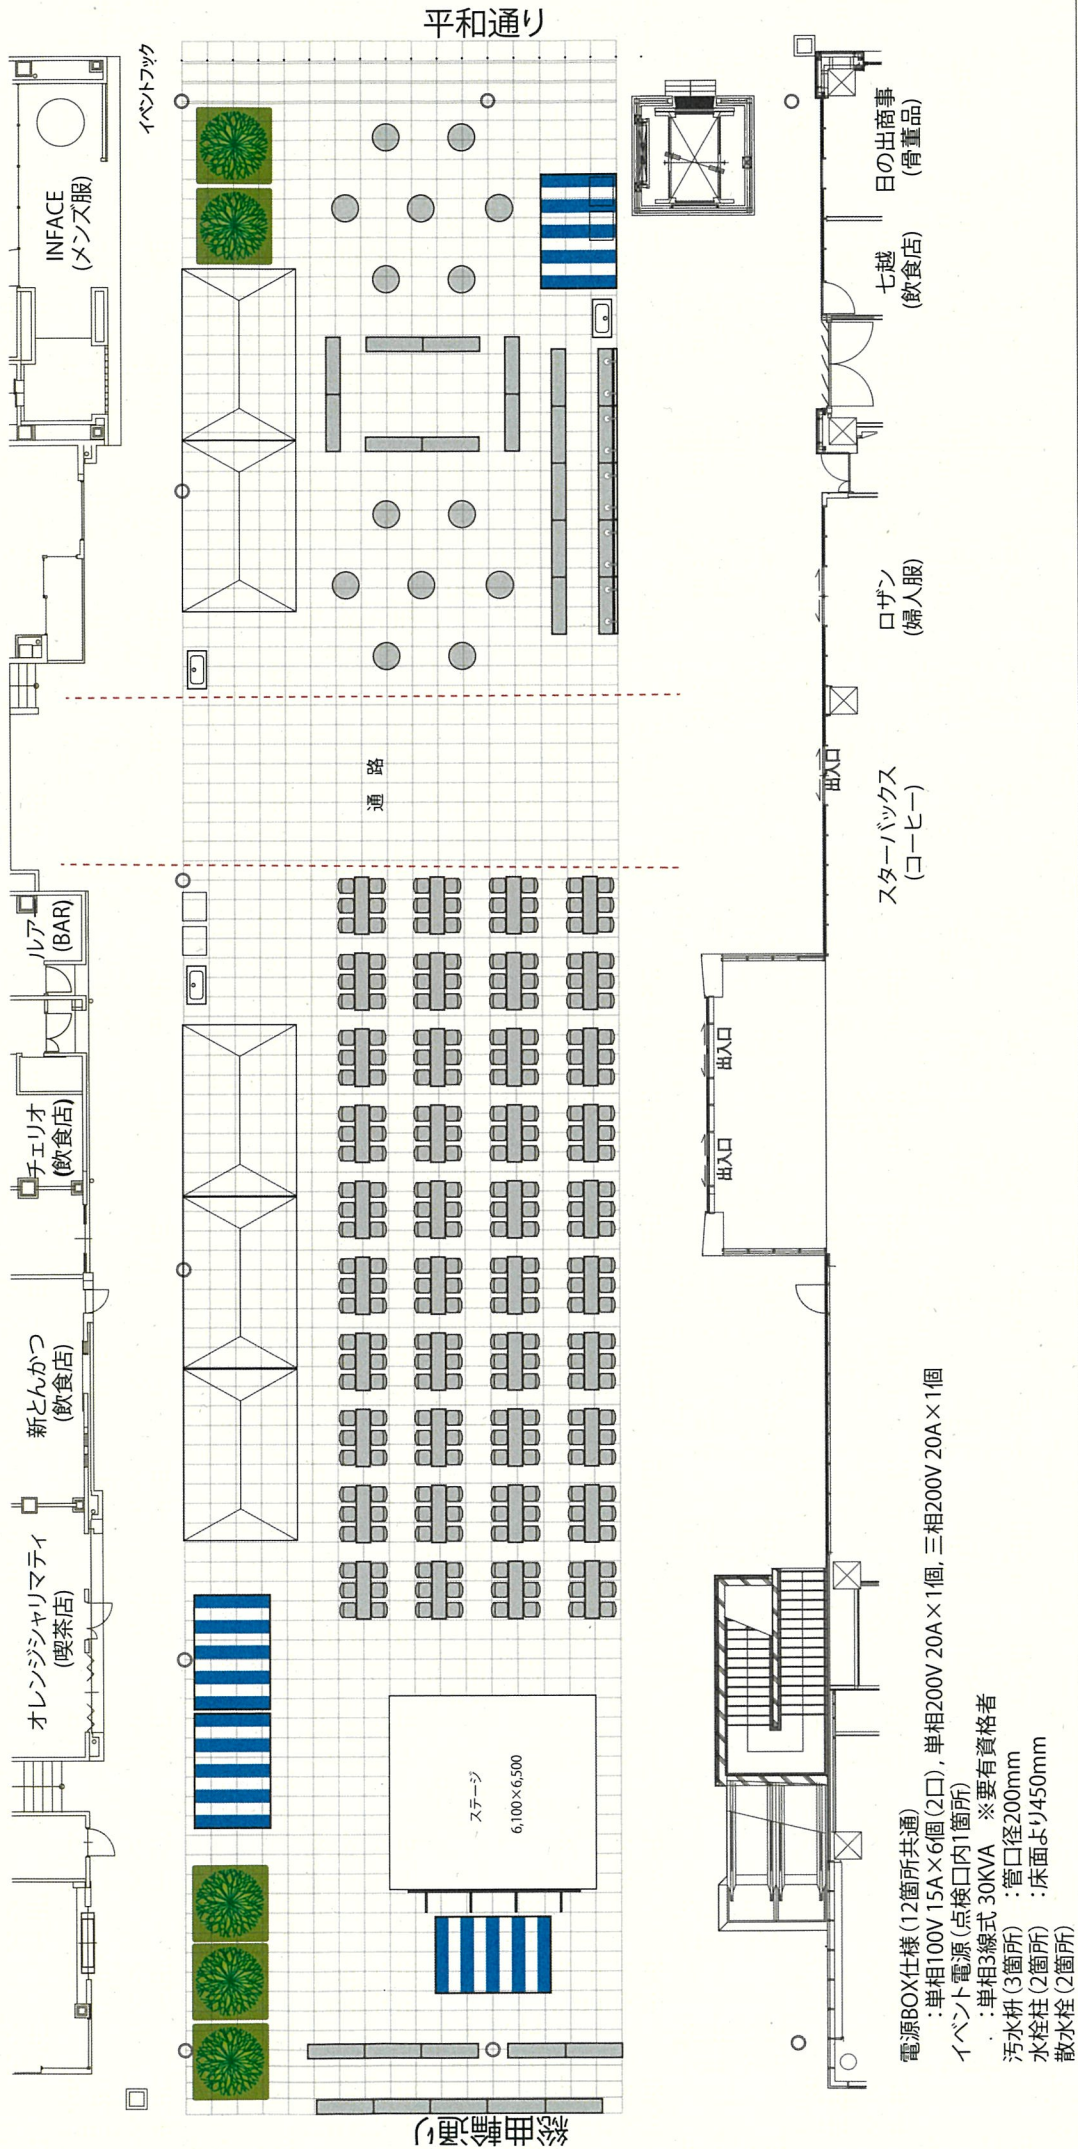 平和通り
イベントフック
INFACE
(メンズ服)
ルアー
(BAR)
チェリオ
(飲食店)
新とんかつ
(飲食店)
オレンジシャリマティ
(喫茶店)
通 路
ステージ
6,100×6,500
総曲輪通り
日の出商事
(骨董品)
七越
(飲食店)
ロザン
(婦人服)
出入口
スターバックス
(コーヒー)
出入口
出入口
電源BOX仕様(12箇所共通)
:単相100V 15A×6個(2口), 単相200V 20A×1個, 三相200V 20A×1個
イベント電源(点検口内1箇所)
:単相3線式 30KVA ※要有資格者
汚水枡(3箇所) :管口径200mm
水栓柱(2箇所) :床面より450mm
散水栓(2箇所)